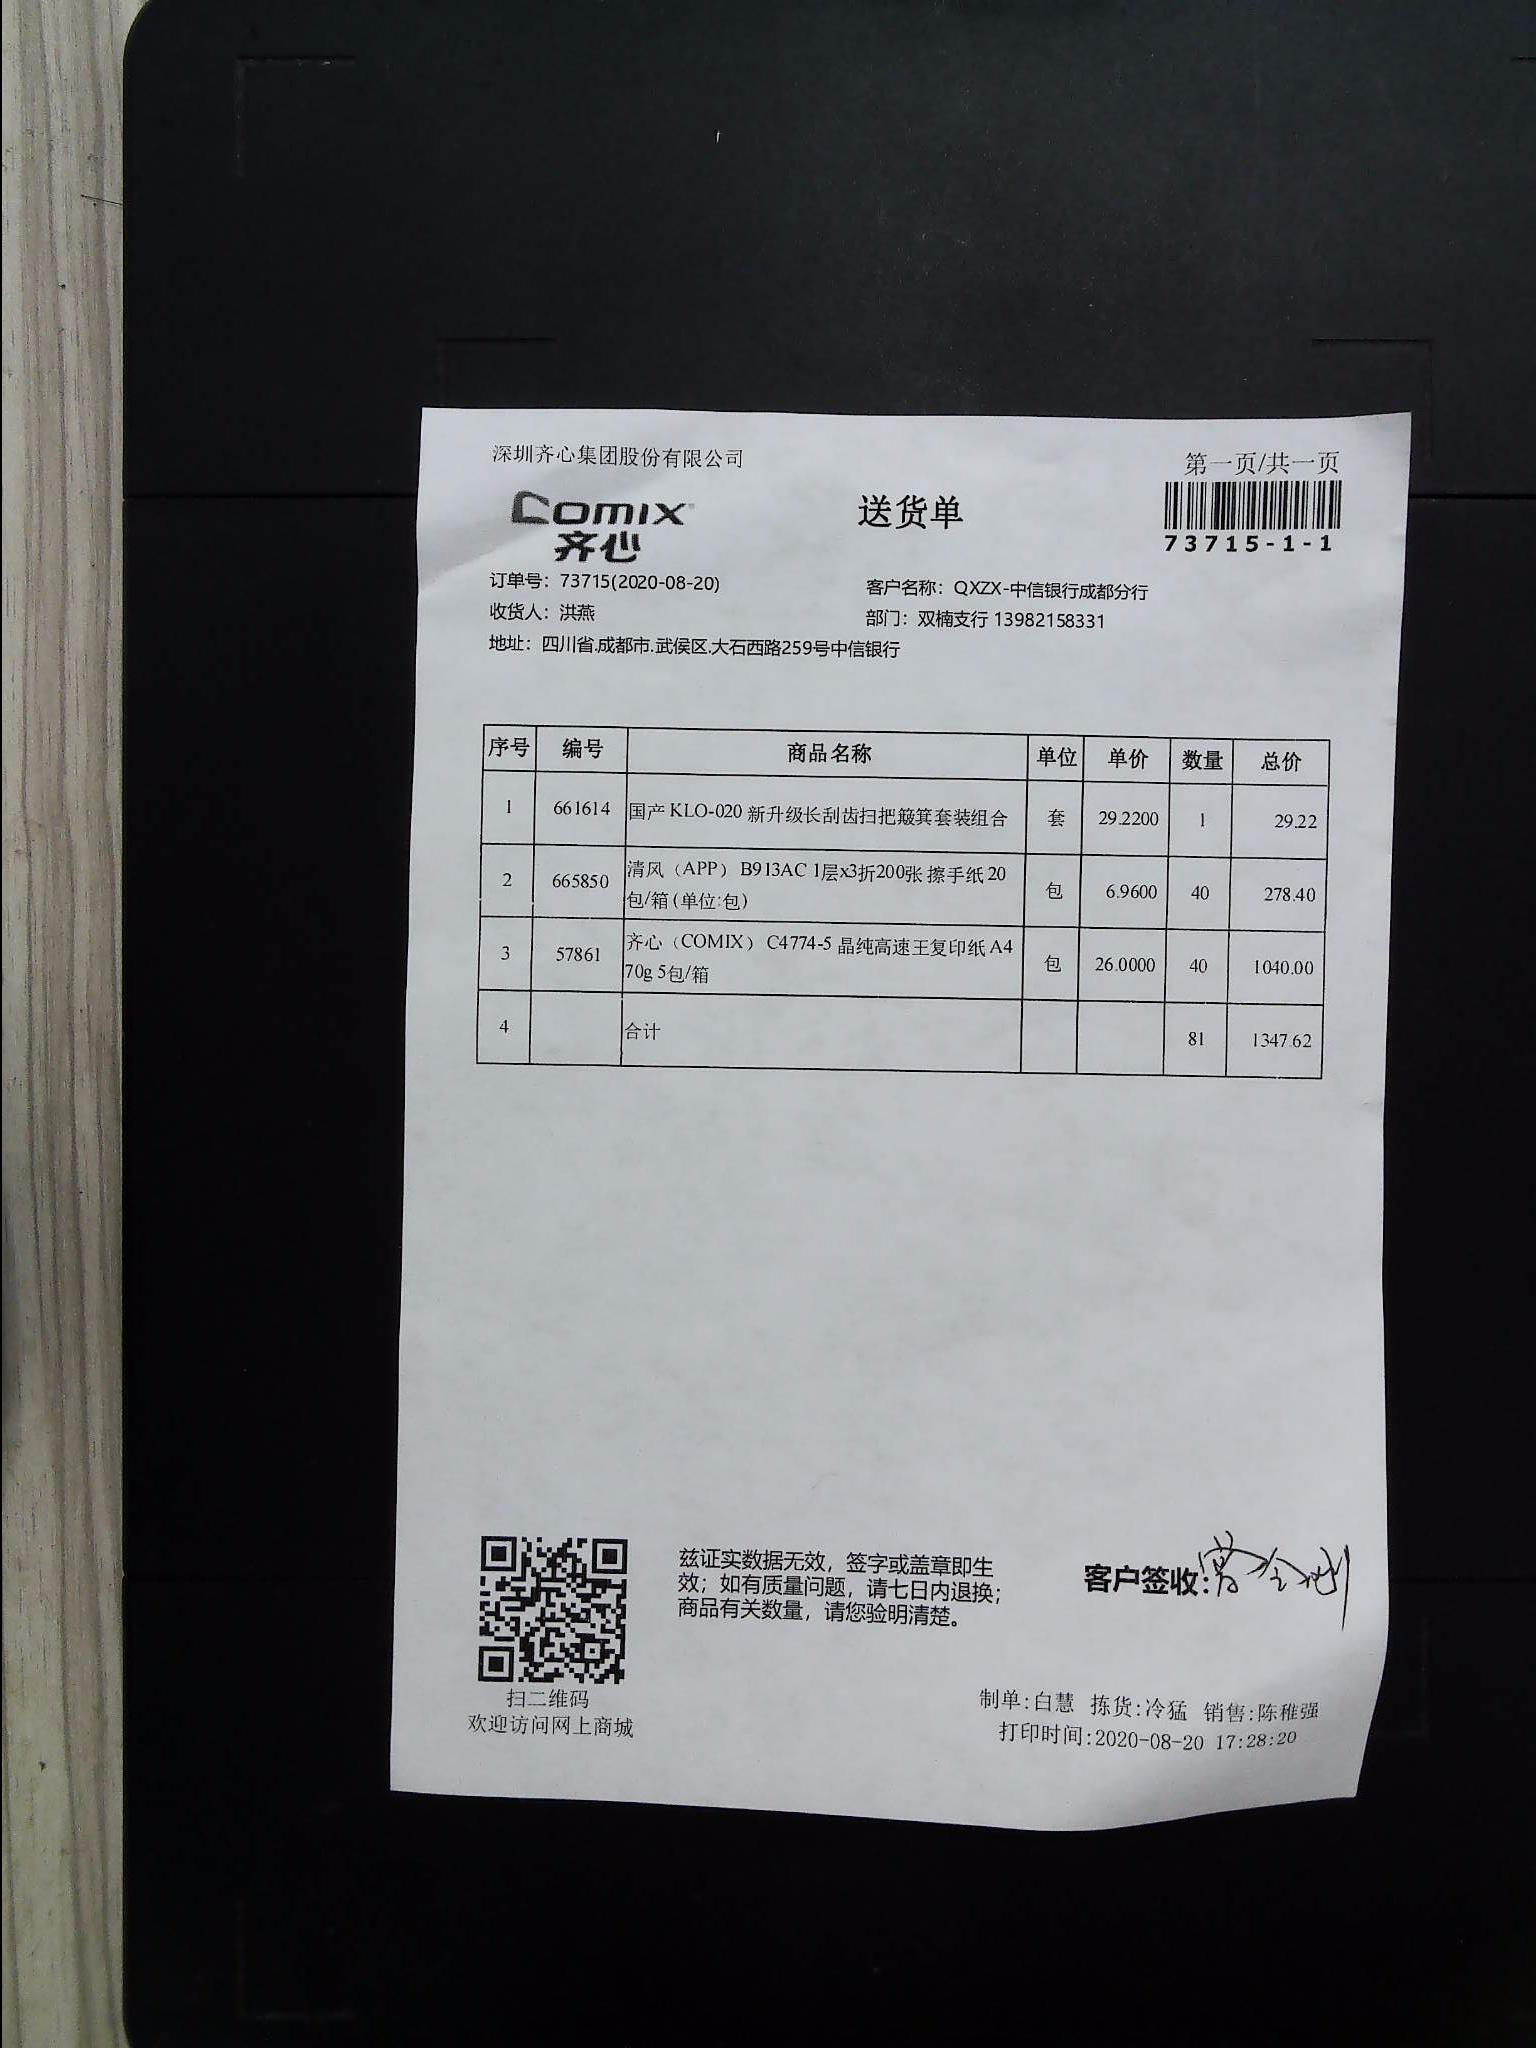 深圳齐心集团股份有限公司
第一页/共一页
COMIX
齐心
送货单
73715-1-1
订单号：73715(2020-08-20)
客户名称：QXZX-中信银行成都分行
收货人：洪燕
部门：双楠支行 13982158331
地址：四川省.成都市.武侯区.大石西路259号中信银行
序号 编号 商品名称 单位 单价 数量 总价
1 661614 国产 KLO-020 新升级长刮齿扫把簸箕套装组合 套 29.2200 1 29.22
2 665850 清风（APP） B913AC 1层x3折200张 擦手纸 20
包/箱 (单位:包) 包 6.9600 40 278.40
3 57861 齐心（COMIX） C4774-5 晶纯高速王复印纸 A4
70g 5包/箱 包 26.0000 40 1040.00
4 合计 81 1347.62
兹证实数据无效，签字或盖章即生
效；如有质量问题，请七日内退换；
商品有关数量，请您验明清楚。
客户签收:
扫二维码
欢迎访问网上商城
制单:白慧 拣货:冷猛 销售:陈稚强
打印时间:2020-08-20 17:28:20